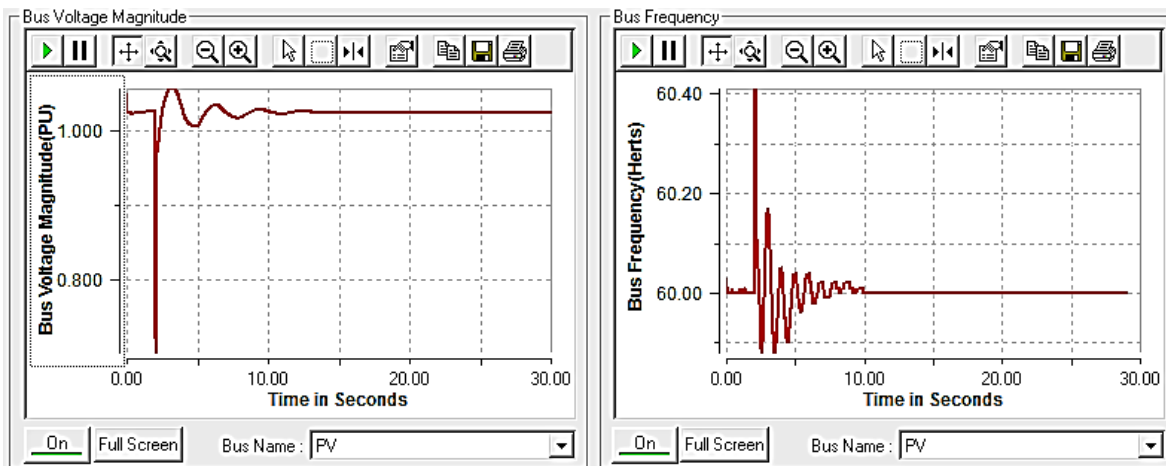 Bus Voltage Magnitude
Bus Voltage Magnitude(PU)
1.000
0.800
0.00 10.00 20.00 30.00
Time in Seconds
On Full Screen Bus Name : PV
Bus Frequency
Bus Frequency(Herts)
60.40
60.20
60.00
0.00 10.00 20.00 30.00
Time in Seconds
On Full Screen Bus Name : PV